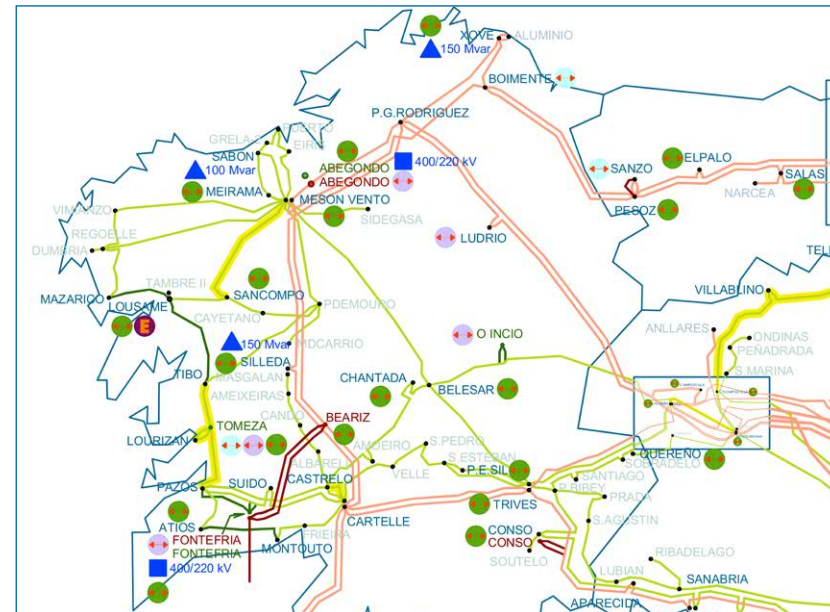 XOVE
ALUMINIO
150 Mvar
BOIMENTE
P.G.RODRIGUEZ
PUERTO
GRELA-2
EIRIS
SABON
ABEGONDO
400/220 kV
SANZO
ELPALO
100 Mvar
ABEGONDO
SALAS
MEIRAMA
MESON VENTO
NARCEA
VIMIANZO
SIDEGASA
PESOZ
REGOELLE
LUDRIO
DUMBRIA
TAMBRE II
VILLABLINO
MAZARICO
LOUSAME
SANCOMPO
PDEMOURO
CAYETANO
E
ANLLARES
ONDINAS
150 Mvar
O INCIO
PEÑADRADA
MDCARRIO
SILLEDA
S.MARINA
TIBO
MASGALAN
CHANTADA
BELESAR
AMEIXEIRAS
BEARIZ
TOMEZA
CANDO
LOURIZAN
S.PEDRO
AMOEIRO
QUEREÑO
ALBARELL
S.ESTEBAN
SOBRADELO
VELLE
P.E.SIL
SUIDO
CASTRELO
SANTIAGO
PAZOS
P.BIBEY
PRADA
TRIVES
CARTELLE
ATIOS
S.AGUSTIN
FRIEIRA
CONSO
FONTEFRIA
CONSO
MONTOUTO
FONTEFRIA
SOUTELO
RIBADELAGO
400/220 kV
LUBIAN
SANABRIA
APARECIDA